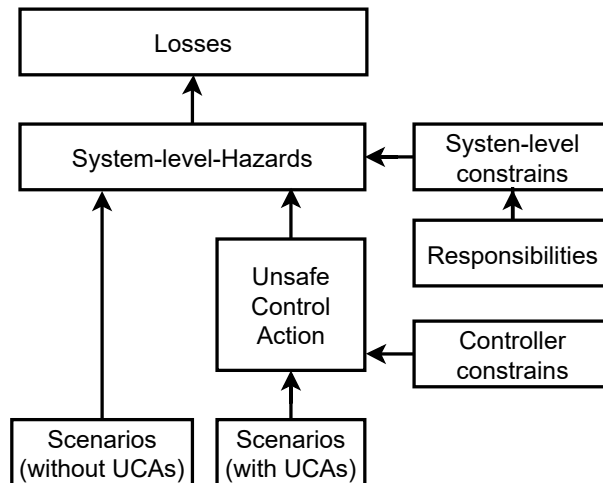 Losses
System-level-Hazards
Systen-level
constrains
Responsibilities
Unsafe
Control
Action
Controller
constrains
Scenarios
(without UCAs)
Scenarios
(with UCAs)